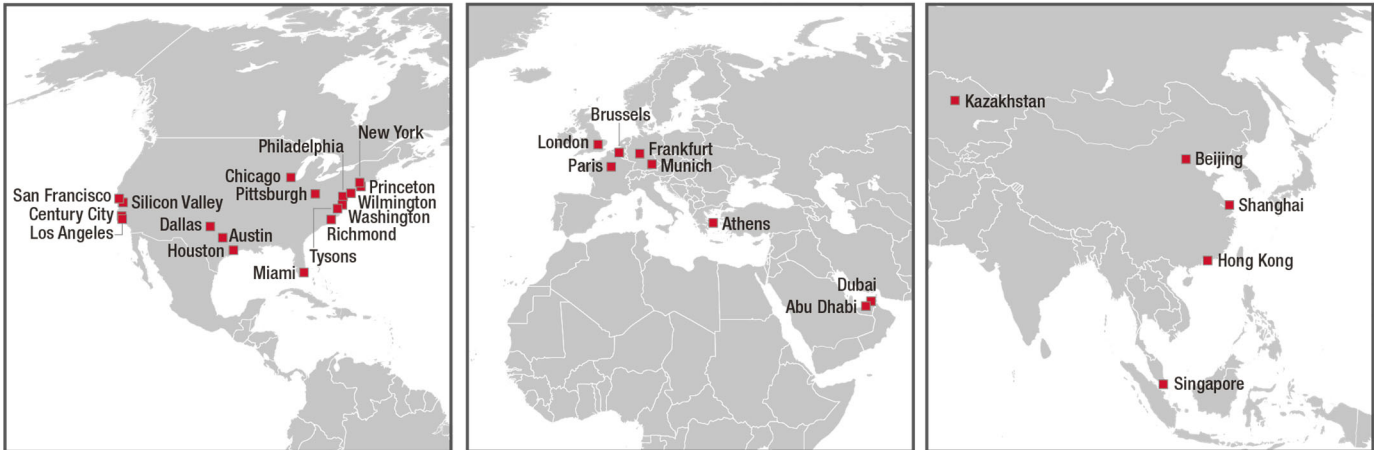 New York
Philadelphia
Chicago
Pittsburgh
Princeton
Wilmington
Washington
Richmond
San Francisco
Silicon Valley
Century City
Los Angeles
Dallas
Austin
Houston
Tysons
Miami
Brussels
London
Frankfurt
Paris
Munich
Athens
Dubai
Abu Dhabi
Kazakhstan
Beijing
Shanghai
Hong Kong
Singapore